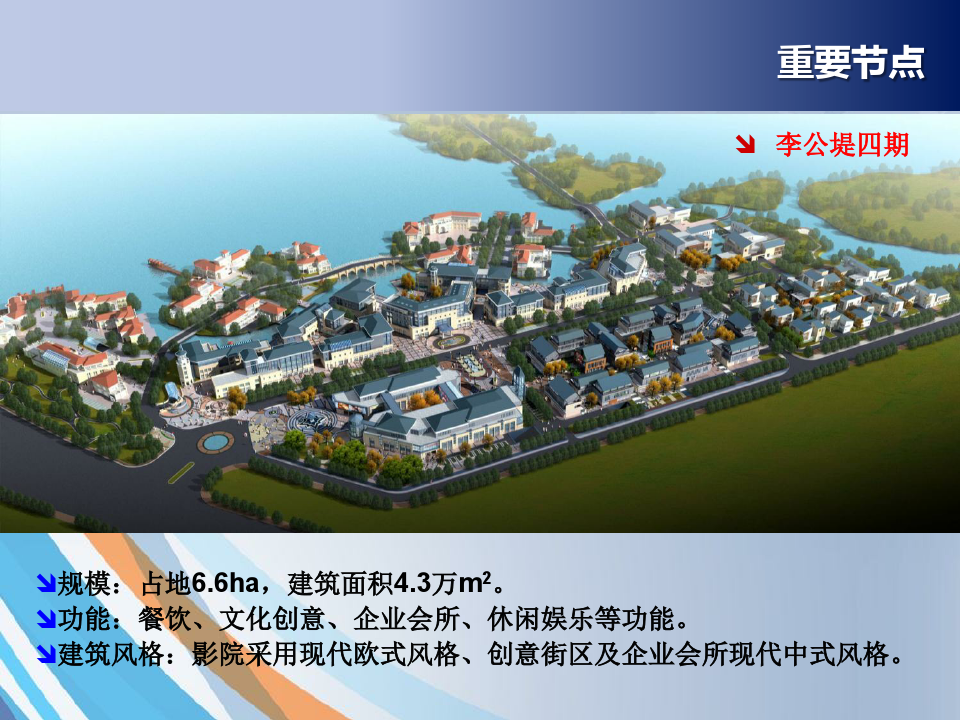 重要节点
李公堤四期
规模：占地6.6ha，建筑面积4.3万m²。
功能：餐饮、文化创意、企业会所、休闲娱乐等功能。
建筑风格：影院采用现代欧式风格、创意街区及企业会所现代中式风格。